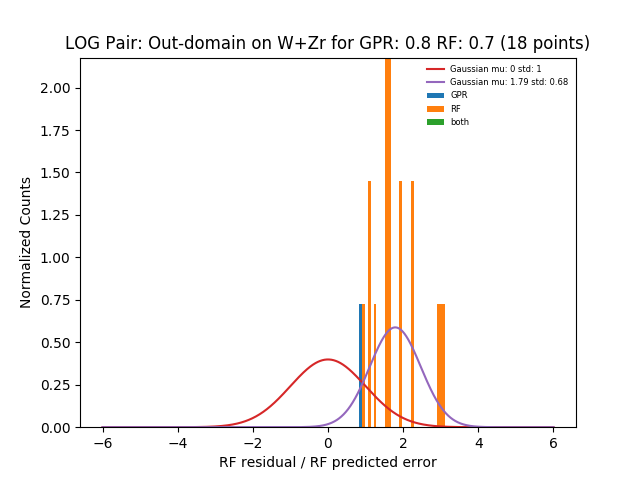 LOG Pair: Out-domain on W+Zr for GPR: 0.8 RF: 0.7 (18 points)
Gaussian mu: 0 std: 1
Gaussian mu: 1.79 std: 0.68
GPR
RF
both
Normalized Counts
2.00
1.75
1.50
1.25
1.00
0.75
0.50
0.25
0.00
−6
−4
−2
0
2
4
6
RF residual / RF predicted error